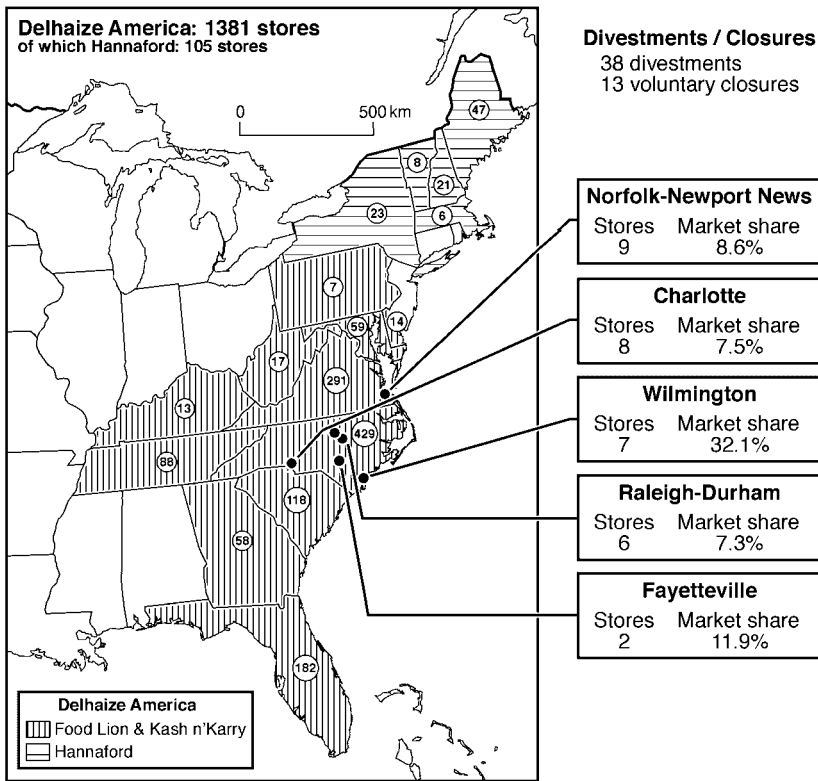 Delhaize America: 1381 stores
of which Hannaford: 105 stores
0 500 km
47
8
21
23
6
7
59
14
17
291
13
429
88
118
58
182
Delhaize America
Food Lion & Kash n'Karry
Hannaford
Divestments / Closures
38 divestments
13 voluntary closures
Norfolk-Newport News
Stores Market share
9 8.6%
Charlotte
Stores Market share
8 7.5%
Wilmington
Stores Market share
7 32.1%
Raleigh-Durham
Stores Market share
6 7.3%
Fayetteville
Stores Market share
2 11.9%